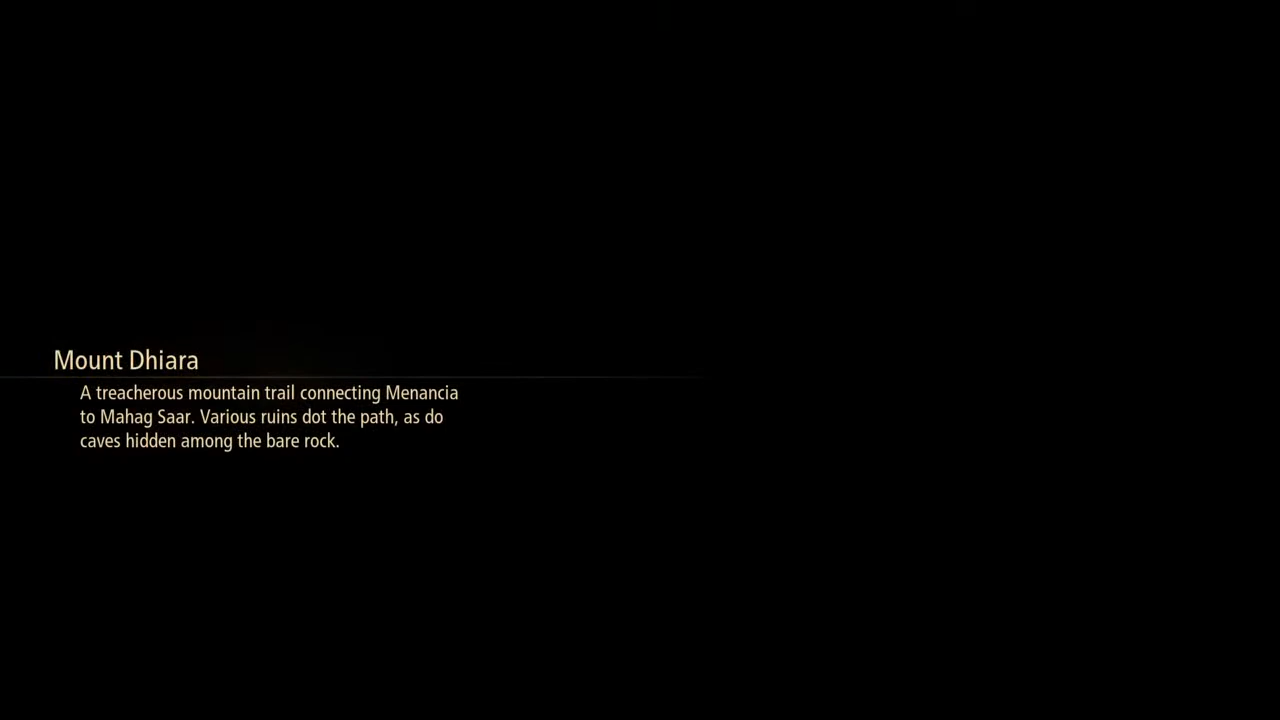 Mount Dhiara
A treacherous mountain trail connecting Menancia
to Mahag Saar. Various ruins dot the path, as do
caves hidden among the bare rock.